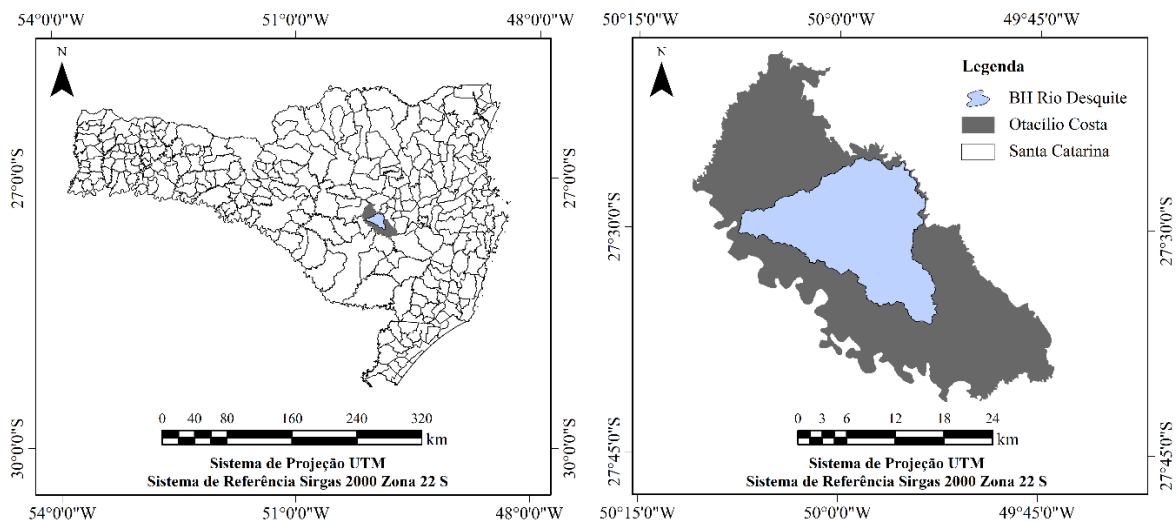 54°0'0"W 51°0'0"W 48°0'0"W
N
27°0'0"S
27°0'0"S
30°0'0"S
30°0'0"S
0 40 80 160 240 320
km
Sistema de Projeção UTM
Sistema de Referência Sirgas 2000 Zona 22 S
54°0'0"W 51°0'0"W 48°0'0"W
50°15'0"W 50°0'0"W 49°45'0"W
N
Legenda
BH Rio Desquite
Otacilio Costa
Santa Catarina
27°30'0"S
27°30'0"S
27°45'0"S
27°45'0"S
0 3 6 12 18 24
km
Sistema de Projeção UTM
Sistema de Referência Sirgas 2000 Zona 22 S
50°15'0"W 50°0'0"W 49°45'0"W